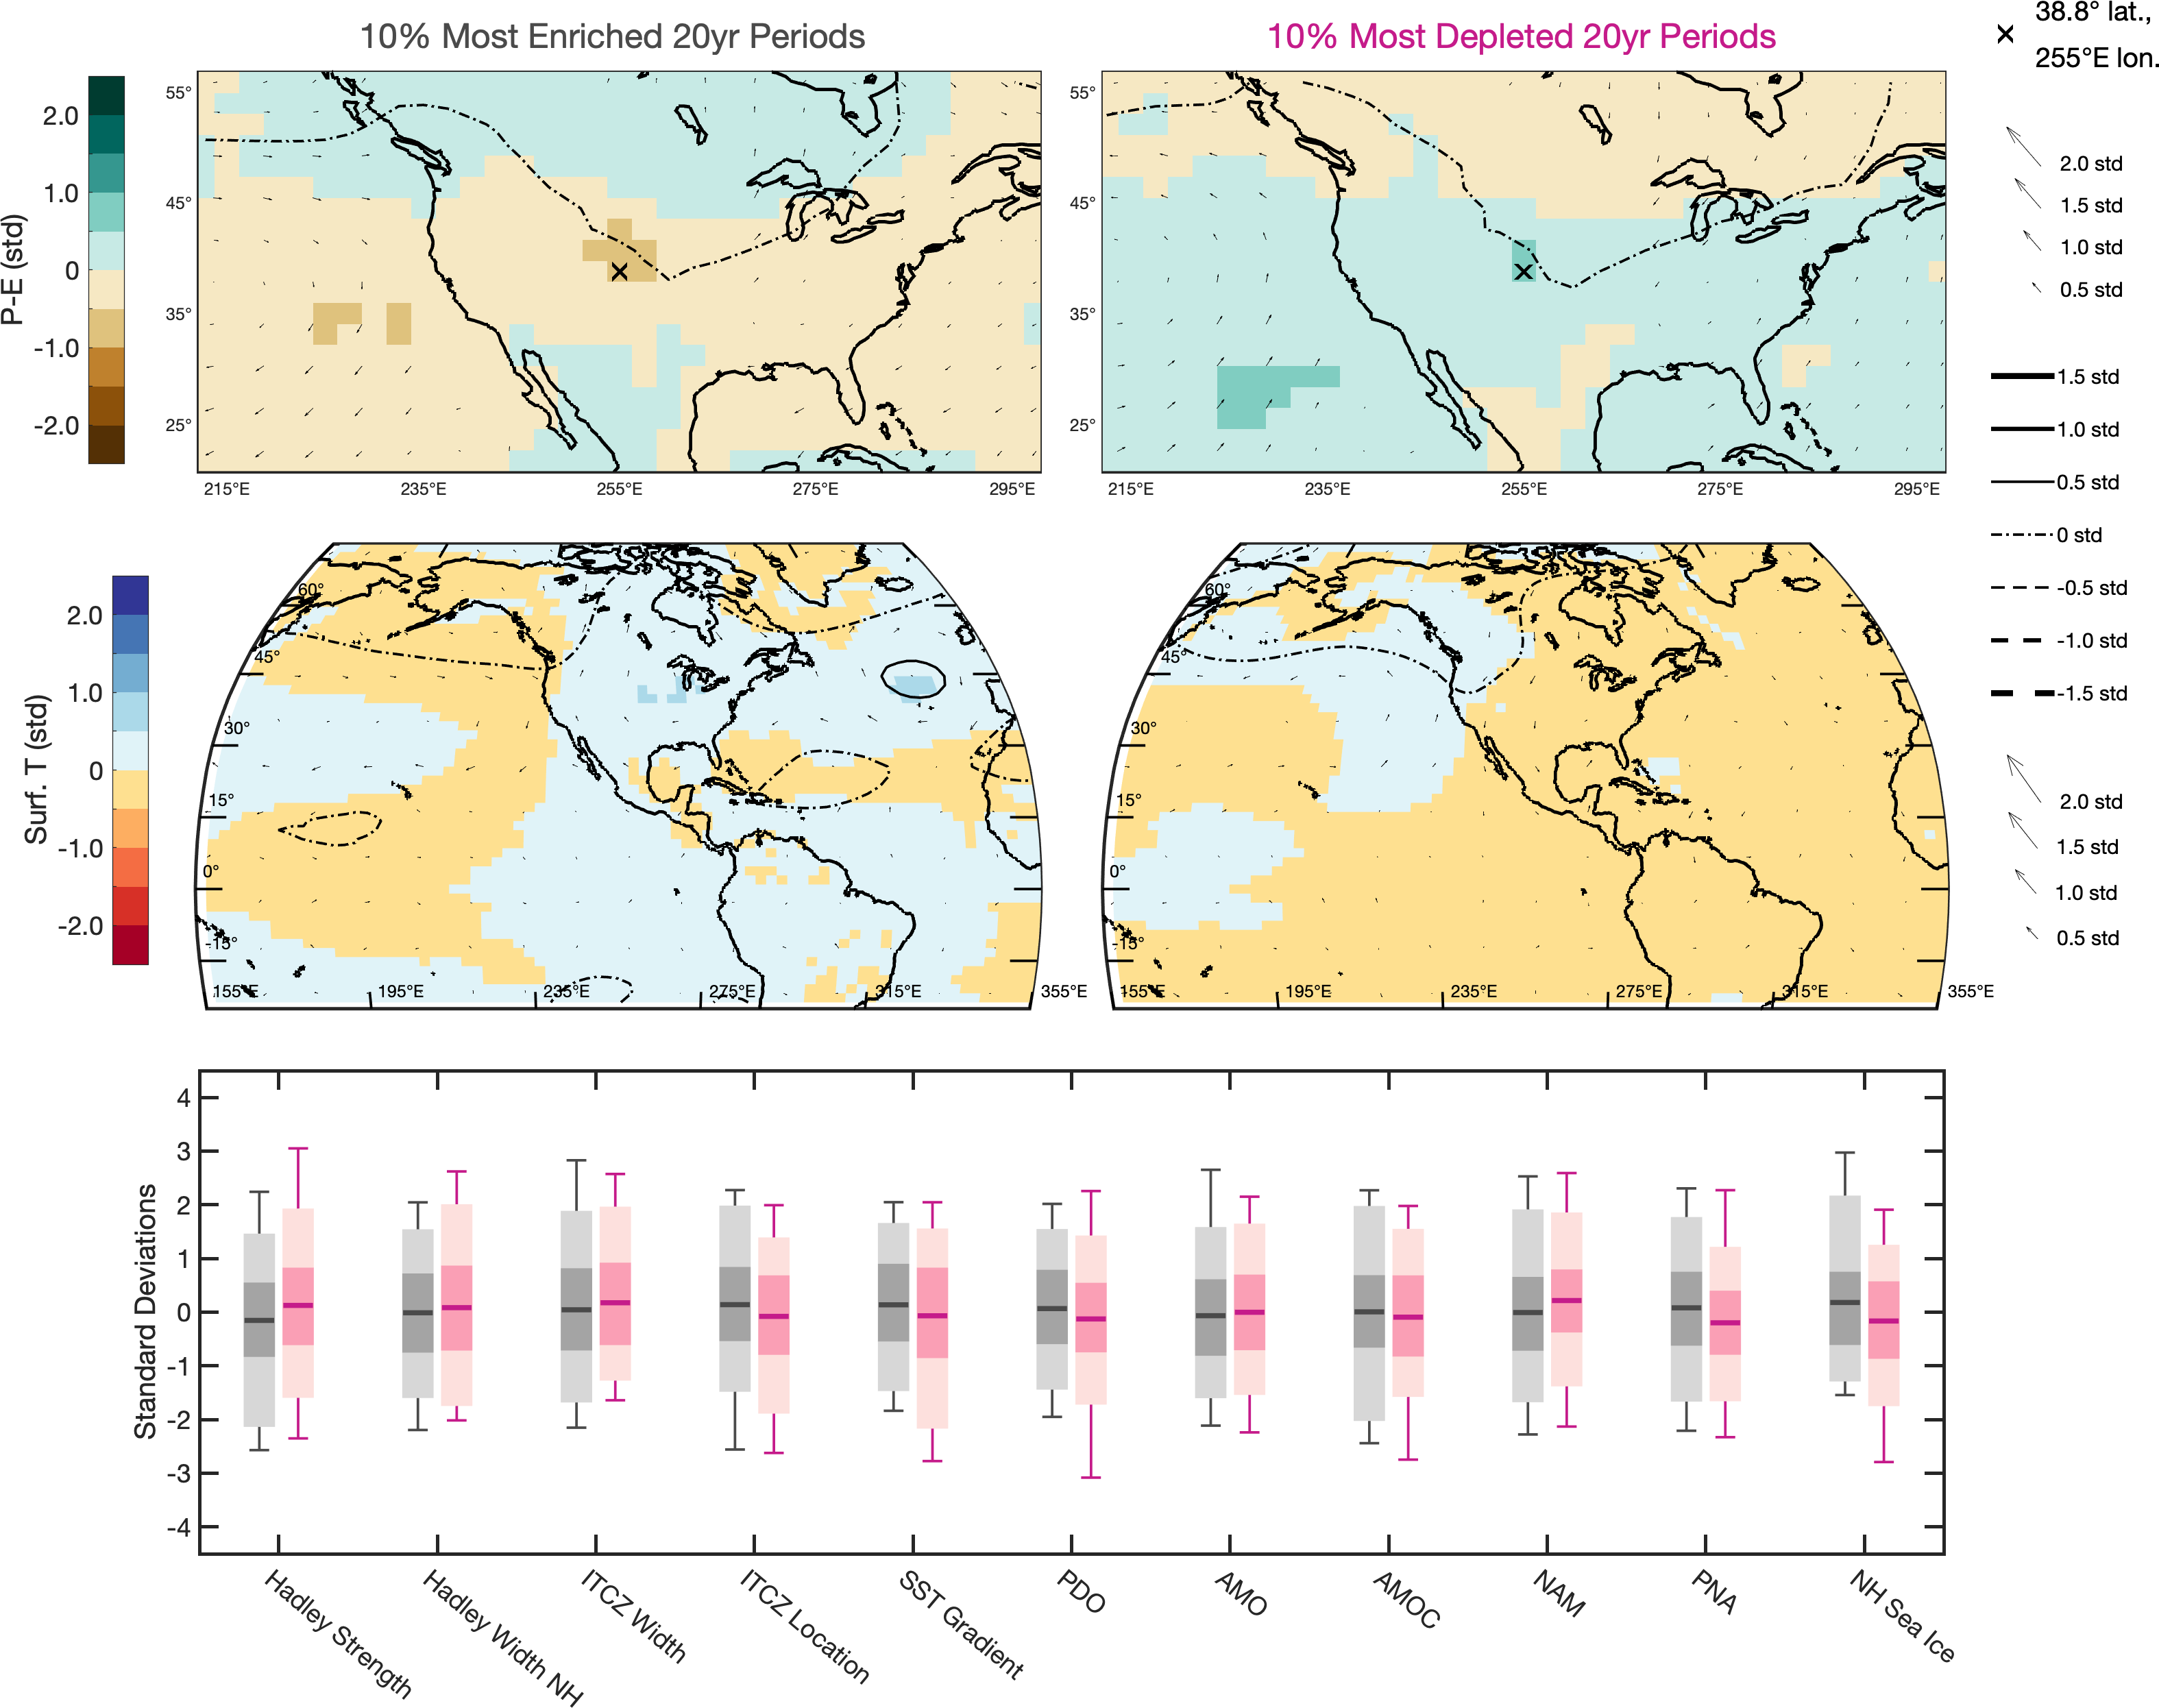 10% Most Enriched 20yr Periods
10% Most Depleted 20yr Periods
38.8° lat.,
255°E lon.
P-E (std)
2.0
1.0
0
-1.0
-2.0
55°
45°
35°
25°
215°E
235°E
255°E
275°E
295°E
55°
45°
35°
25°
215°E
235°E
255°E
275°E
295°E
2.0 std
1.5 std
1.0 std
0.5 std
1.5 std
1.0 std
0.5 std
0 std
-0.5 std
-1.0 std
-1.5 std
2.0 std
1.5 std
1.0 std
0.5 std
Surf. T (std)
2.0
1.0
0
-1.0
-2.0
60°
45°
30°
15°
0°
-15°
155°E
195°E
235°E
275°E
315°E
355°E
60°
45°
30°
15°
0°
-15°
155°E
195°E
235°E
275°E
315°E
355°E
Standard Deviations
4
3
2
1
0
-1
-2
-3
-4
Hadley Strength
Hadley Width NH
ITCZ Width
ITCZ Location
SST Gradient
PDO
AMO
AMOC
NAM
PNA
NH Sea Ice